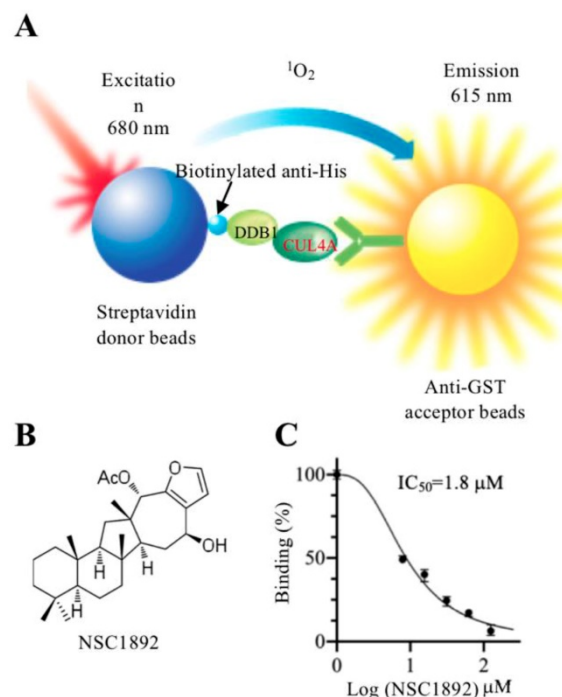 A
Excitatio
n
680 nm
¹O₂
Emission
615 nm
Biotinylated anti-His
DDB1
CUL4A
Streptavidin
donor beads
Anti-GST
acceptor beads
B
AcO
O
H
H
H
OH
NSC1892
C
IC₅₀=1.8 μM
Binding (%)
100
50
0
0
1
2
Log (NSC1892) μM